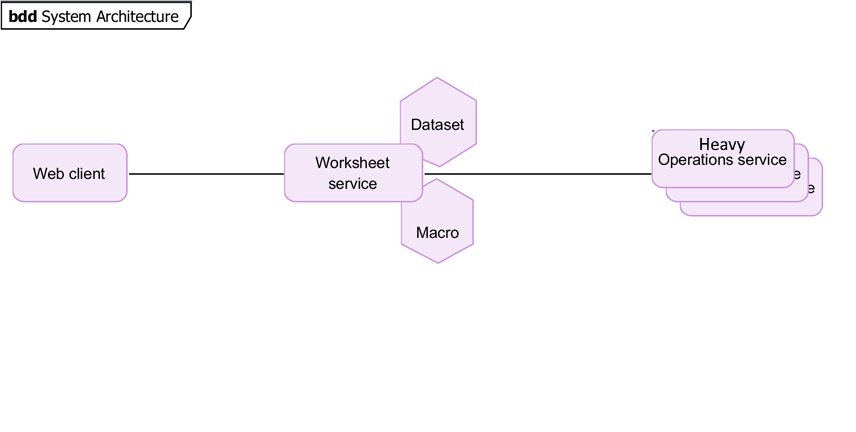 bdd System Architecture
Dataset
Web client
Worksheet
service
Heavy
Operations service
e
e
Macro